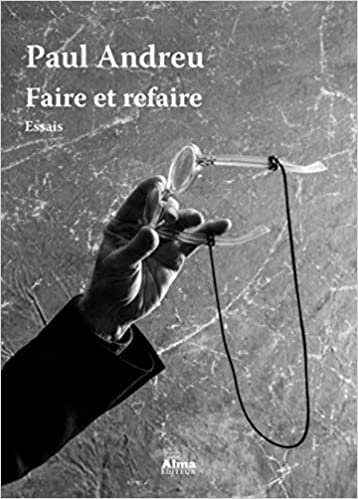 Paul Andreu
Faire et refaire
Essais
Alma
ÉDITEUR